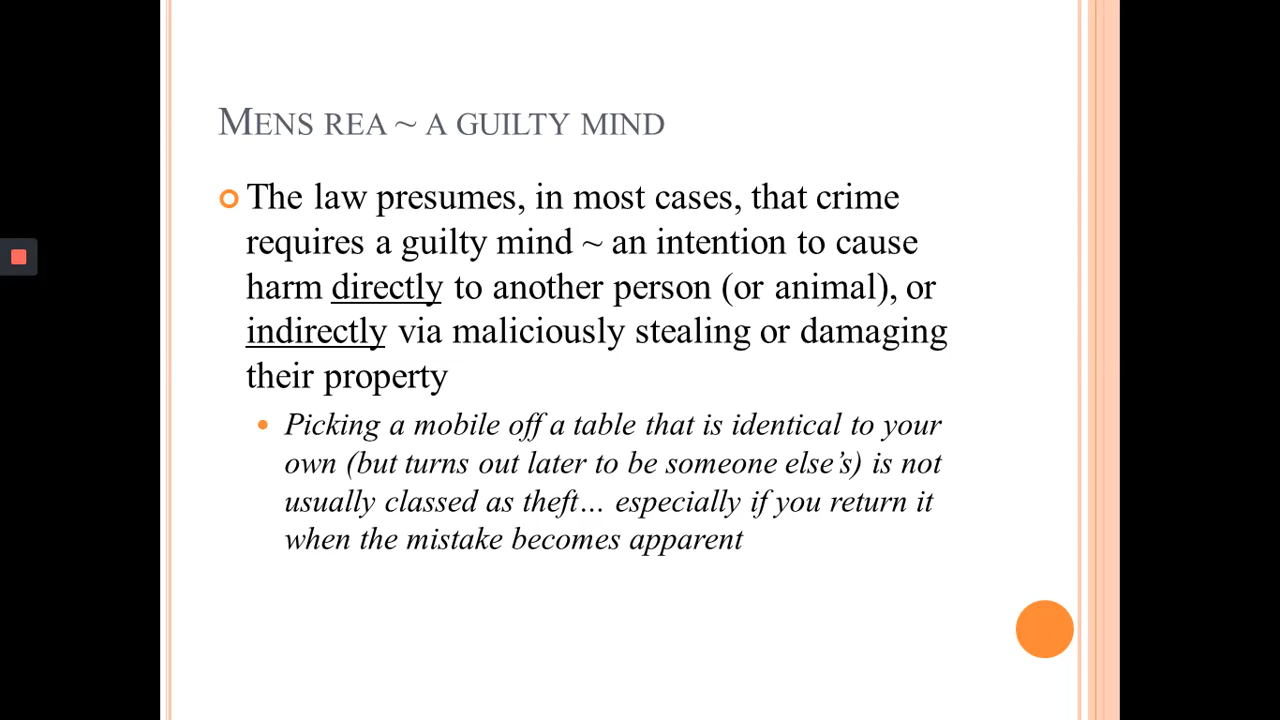 MENS REA ~ A GUILTY MIND
The law presumes, in most cases, that crime
requires a guilty mind ~ an intention to cause
harm directly to another person (or animal), or
indirectly via maliciously stealing or damaging
their property
Picking a mobile off a table that is identical to your
own (but turns out later to be someone else’s) is not
usually classed as theft… especially if you return it
when the mistake becomes apparent